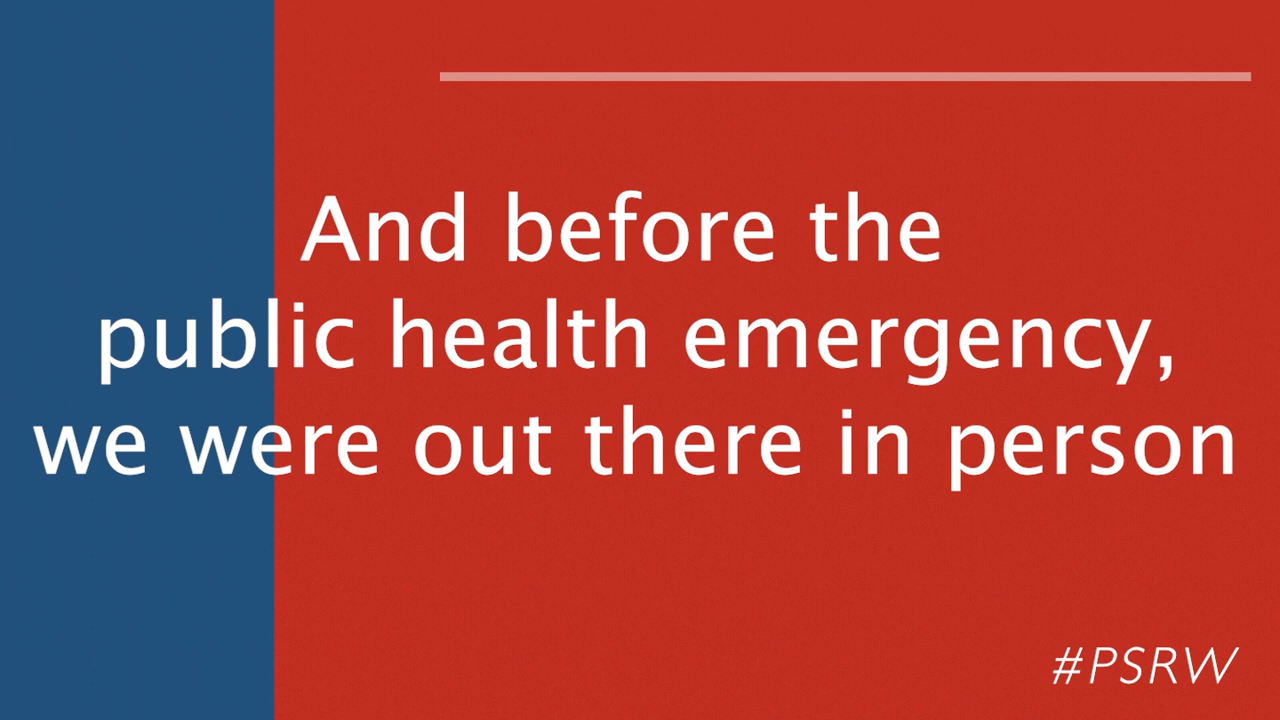 And before the
public health emergency,
we were out there in person
#PSRW